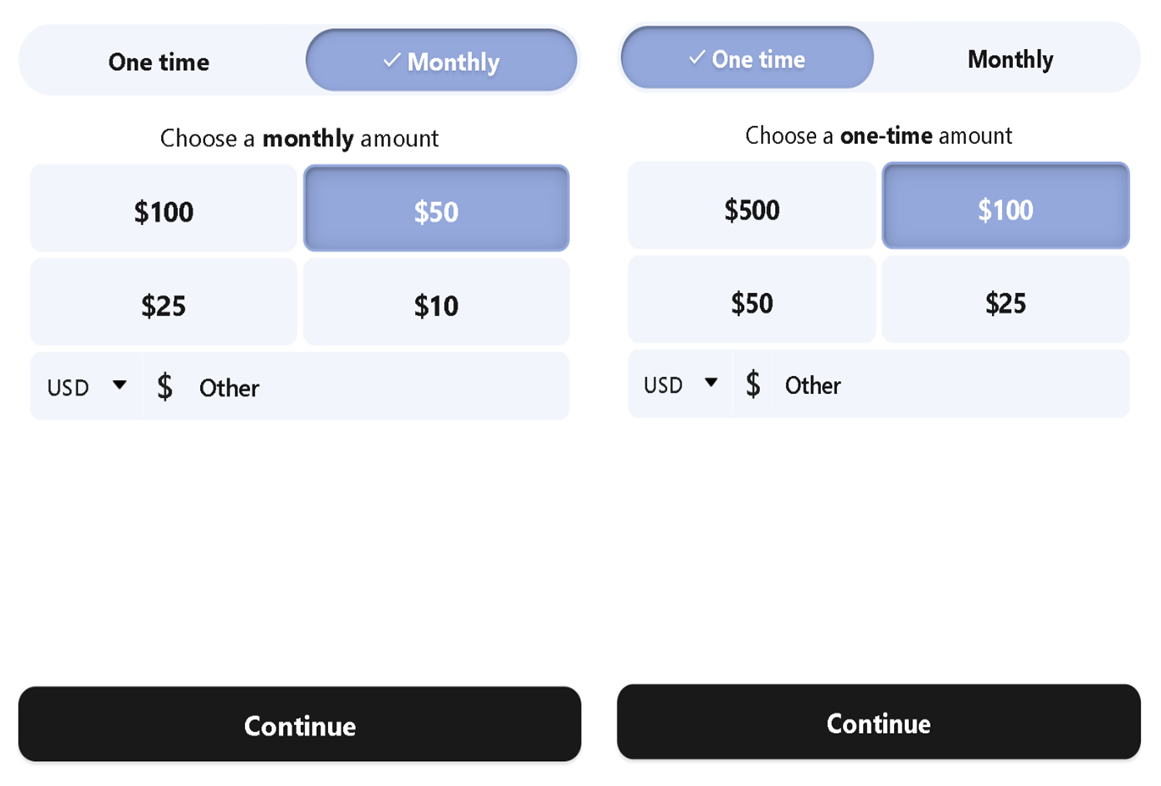 One time ✓ Monthly
Choose a monthly amount
$100 $50
$25 $10
USD ▼ $ Other
Continue
✓ One time Monthly
Choose a one-time amount
$500 $100
$50 $25
USD ▼ $ Other
Continue